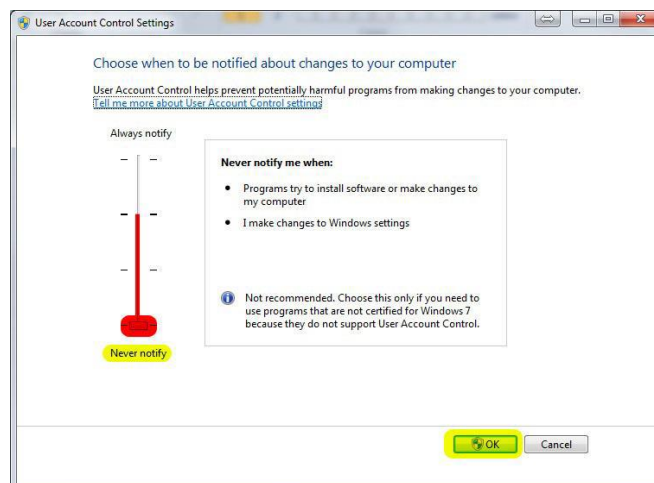 User Account Control Settings
Choose when to be notified about changes to your computer
User Account Control helps prevent potentially harmful programs from making changes to your computer.
Tell me more about User Account Control settings
Always notify
Never notify me when:
• Programs try to install software or make changes to
my computer
• I make changes to Windows settings
Not recommended. Choose this only if you need to
use programs that are not certified for Windows 7
because they do not support User Account Control.
Never notify
OK
Cancel